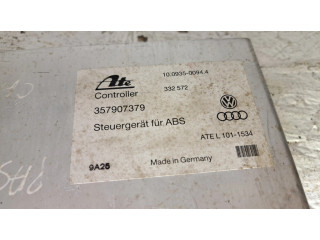 Ate
10.0935-0094.4
Controller
332 572
357907379
Steuergerät für ABS
ATE L 101-1534
Made in Germany
9A25